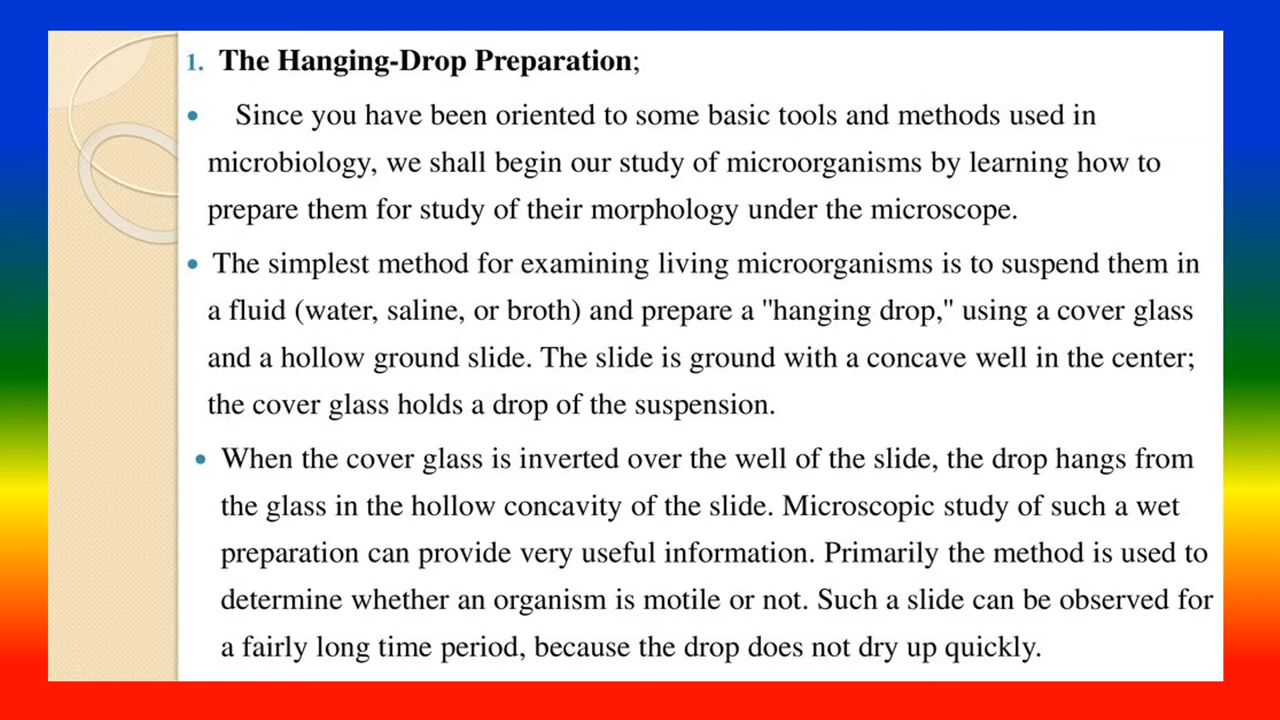 1. The Hanging-Drop Preparation;
• Since you have been oriented to some basic tools and methods used in
microbiology, we shall begin our study of microorganisms by learning how to
prepare them for study of their morphology under the microscope.
• The simplest method for examining living microorganisms is to suspend them in
a fluid (water, saline, or broth) and prepare a "hanging drop," using a cover glass
and a hollow ground slide. The slide is ground with a concave well in the center;
the cover glass holds a drop of the suspension.
• When the cover glass is inverted over the well of the slide, the drop hangs from
the glass in the hollow concavity of the slide. Microscopic study of such a wet
preparation can provide very useful information. Primarily the method is used to
determine whether an organism is motile or not. Such a slide can be observed for
a fairly long time period, because the drop does not dry up quickly.